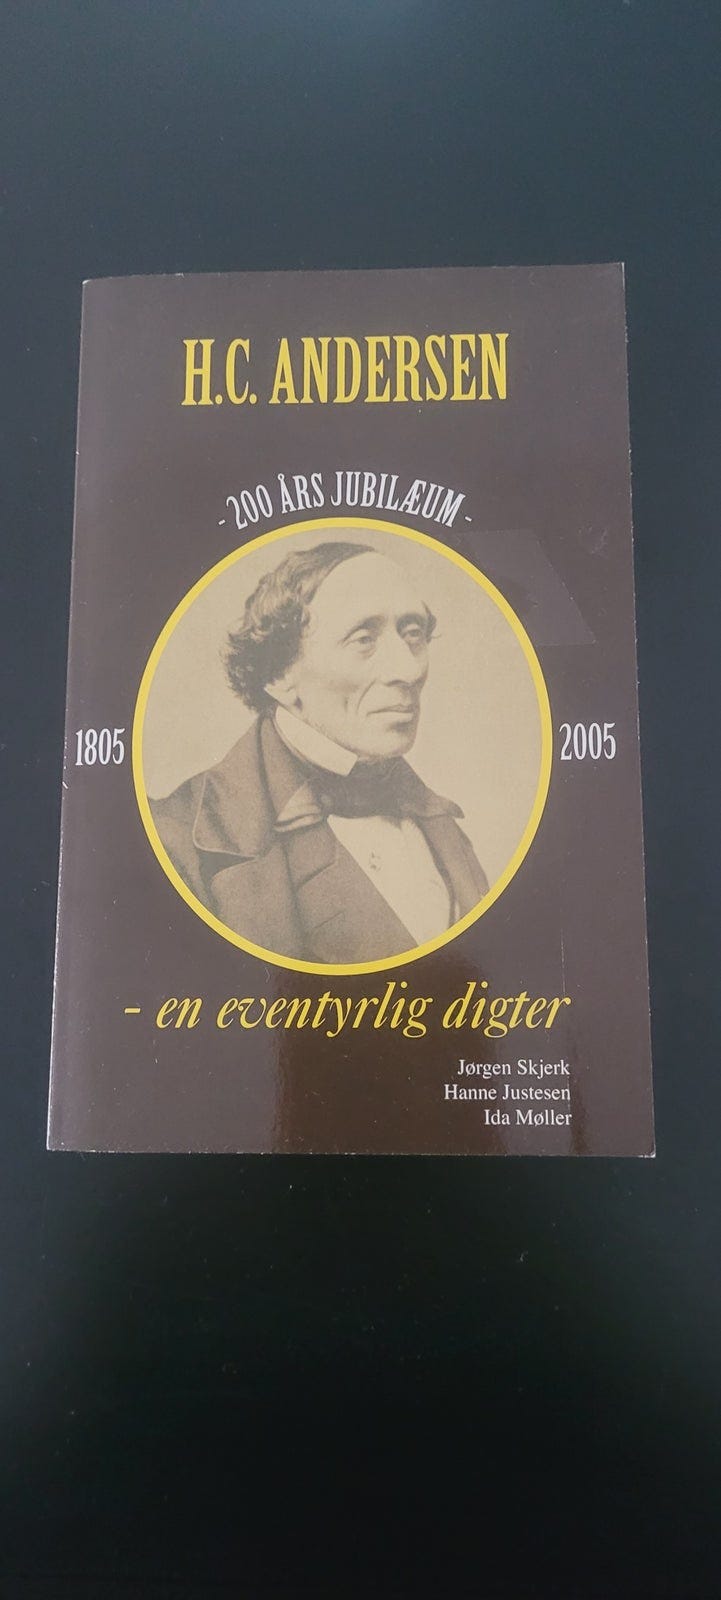 H.C. ANDERSEN
- 200 ÅRS JUBILÆUM -
1805
2005
- en eventyrlig digter
Jørgen Skjerk
Hanne Justesen
Ida Møller